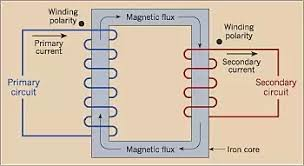 Magnetic flux
Winding
polarity
Winding
polarity
Primary
current
Secondary
current
Primary
circuit
Secondary
circuit
Magnetic flux
Iron core